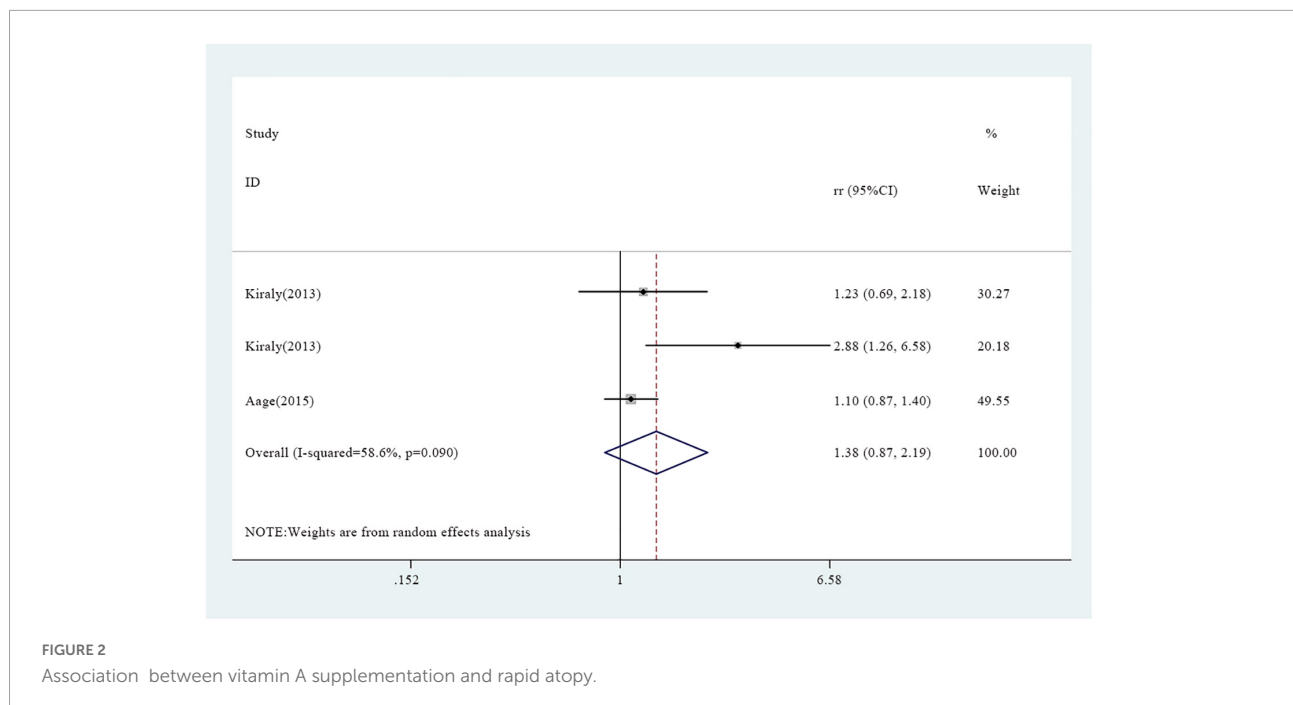 Study %
ID rr (95%CI) Weight
Kiraly(2013) 1.23 (0.69, 2.18) 30.27
Kiraly(2013) 2.88 (1.26, 6.58) 20.18
Aage(2015) 1.10 (0.87, 1.40) 49.55
Overall (I-squared=58.6%, p=0.090) 1.38 (0.87, 2.19) 100.00
NOTE:Weights are from random effects analysis
.152 1 6.58
FIGURE 2
Association between vitamin A supplementation and rapid atopy.